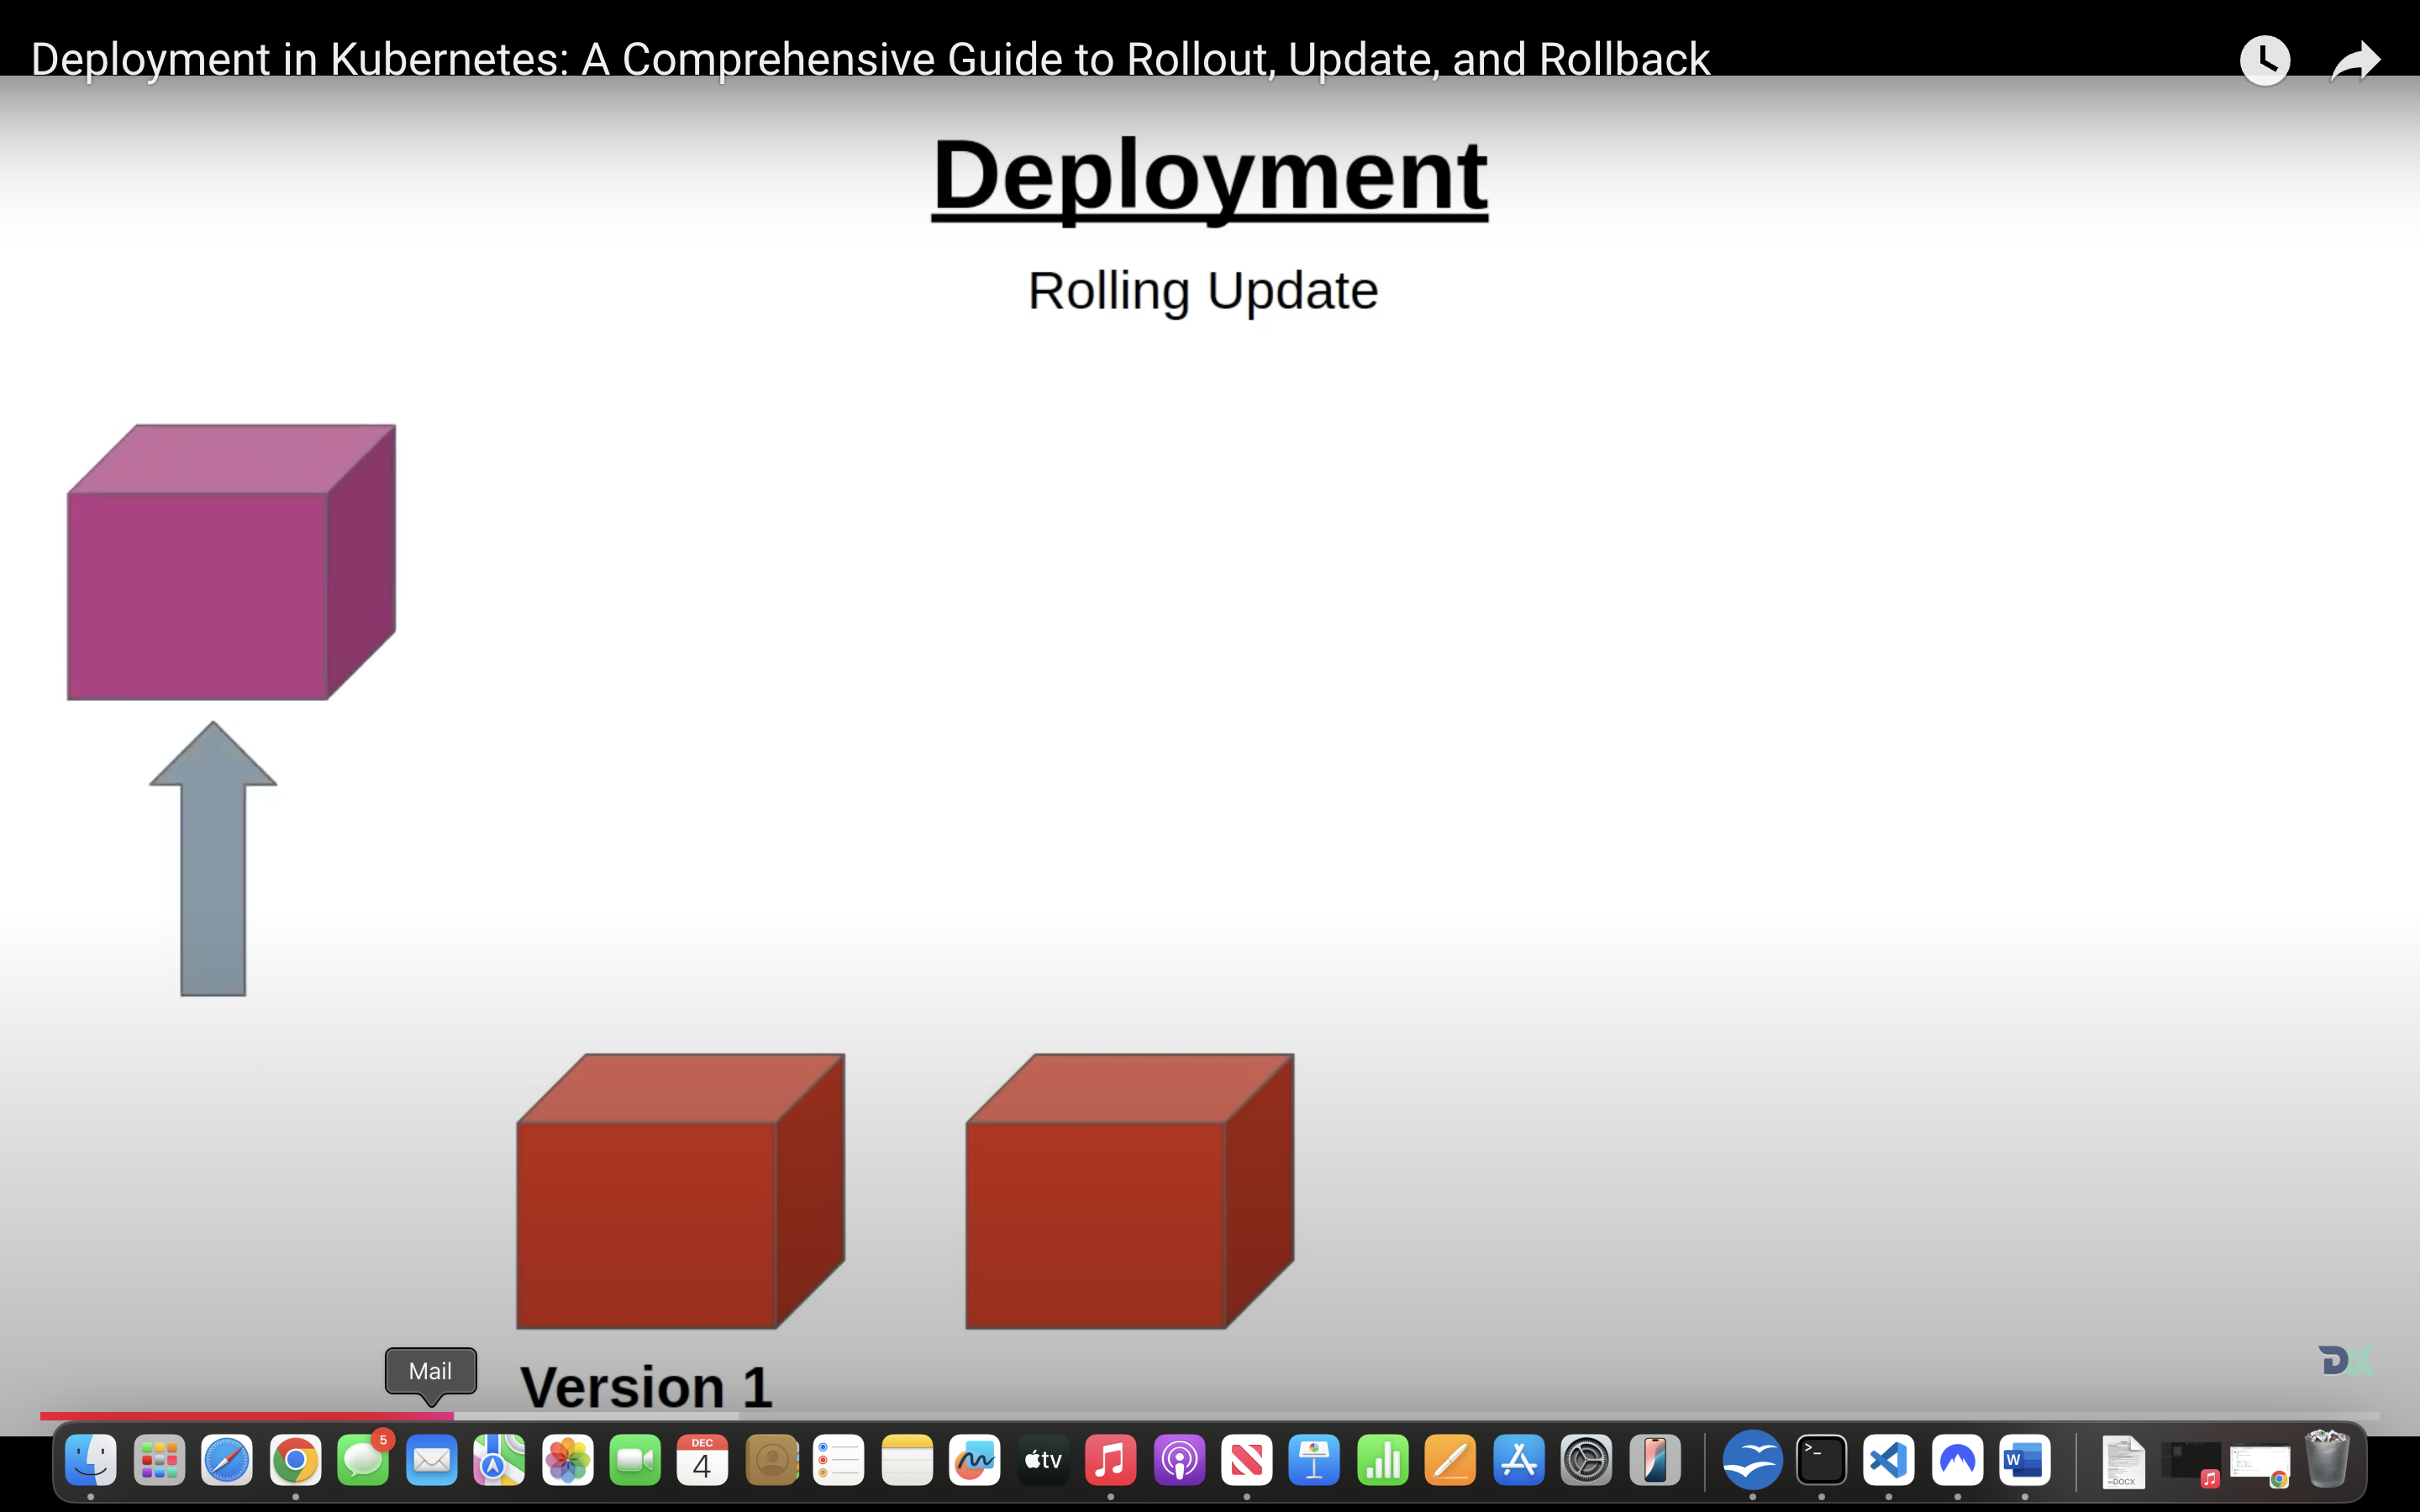 Deployment in Kubernetes: A Comprehensive Guide to Rollout, Update, and Rollback
Deployment
Rolling Update
Version 1
Mail
DX
5
DEC
4
tv
>_
W
DOCX